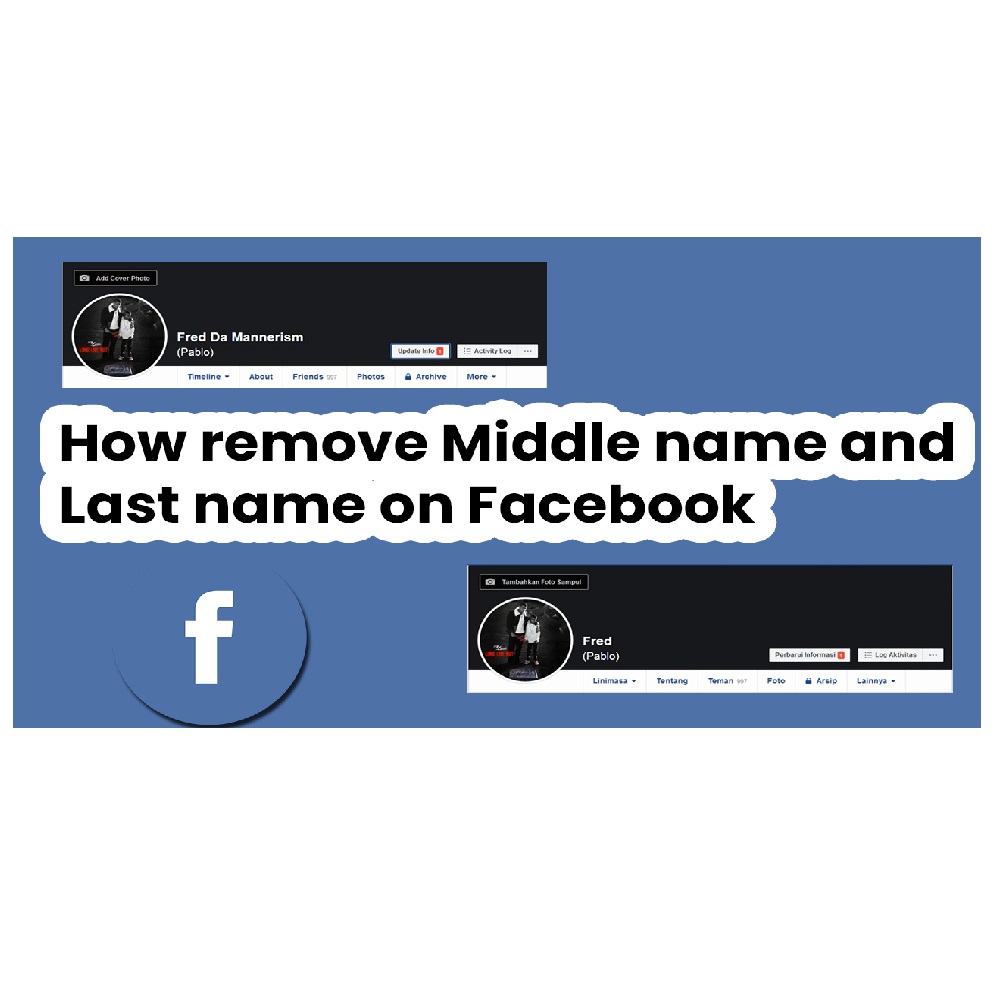 Add Cover Photo
Fred Da Mannerism
(Pablo)
Update Info 1
Activity Log ...
Timeline
About
Friends 997
Photos
Archive
More
How remove Middle name and
Last name on Facebook
f
Tambahkan Foto Sampul
Fred
(Pablo)
Perbarui Informasi
Log Aktivitas ...
Linimasa
Tentang
Teman 997
Foto
Arsip
Lainnya